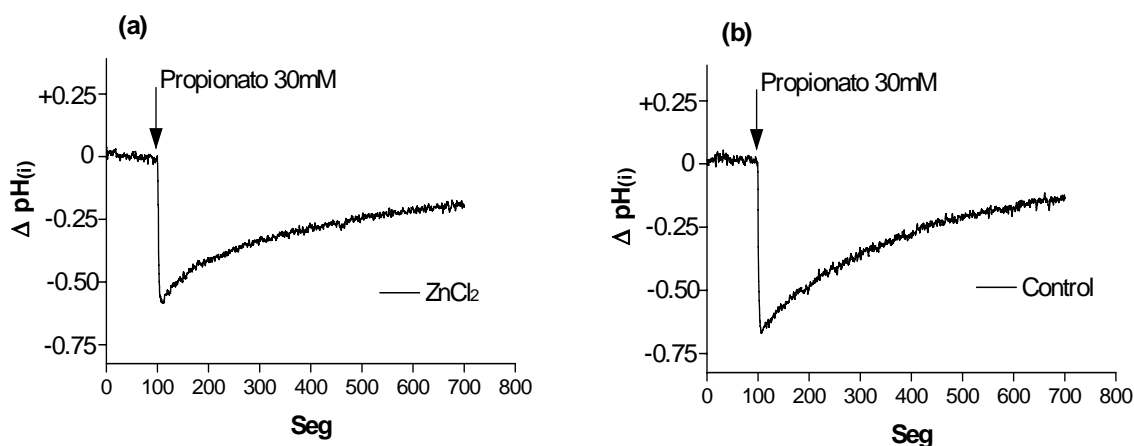 (a)
Propionato 30mM
+0.25
0
-0.25
-0.50
-0.75
Δ pH(i)
ZnCl2
0 100 200 300 400 500 600 700 800
Seg
(b)
Propionato 30mM
+0.25
0
-0.25
-0.50
-0.75
Δ pH(i)
Control
0 100 200 300 400 500 600 700 800
Seg